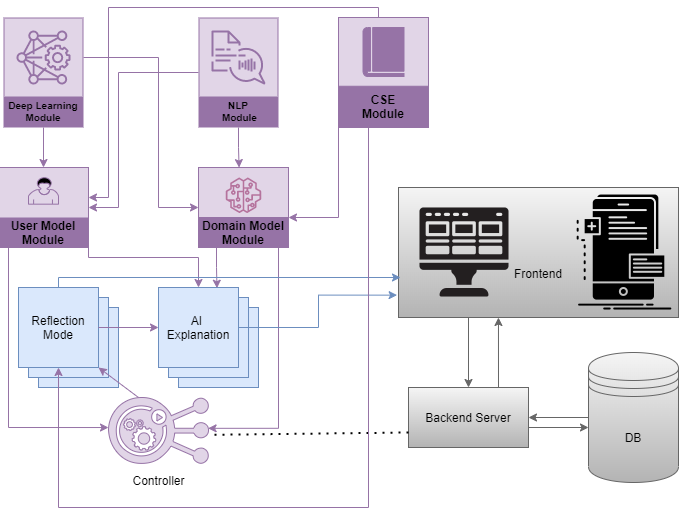 Deep Learning
Module
NLP
Module
CSE
Module
User Model
Module
Domain Model
Module
Frontend
Reflection
Mode
AI
Explanation
Backend Server
DB
Controller